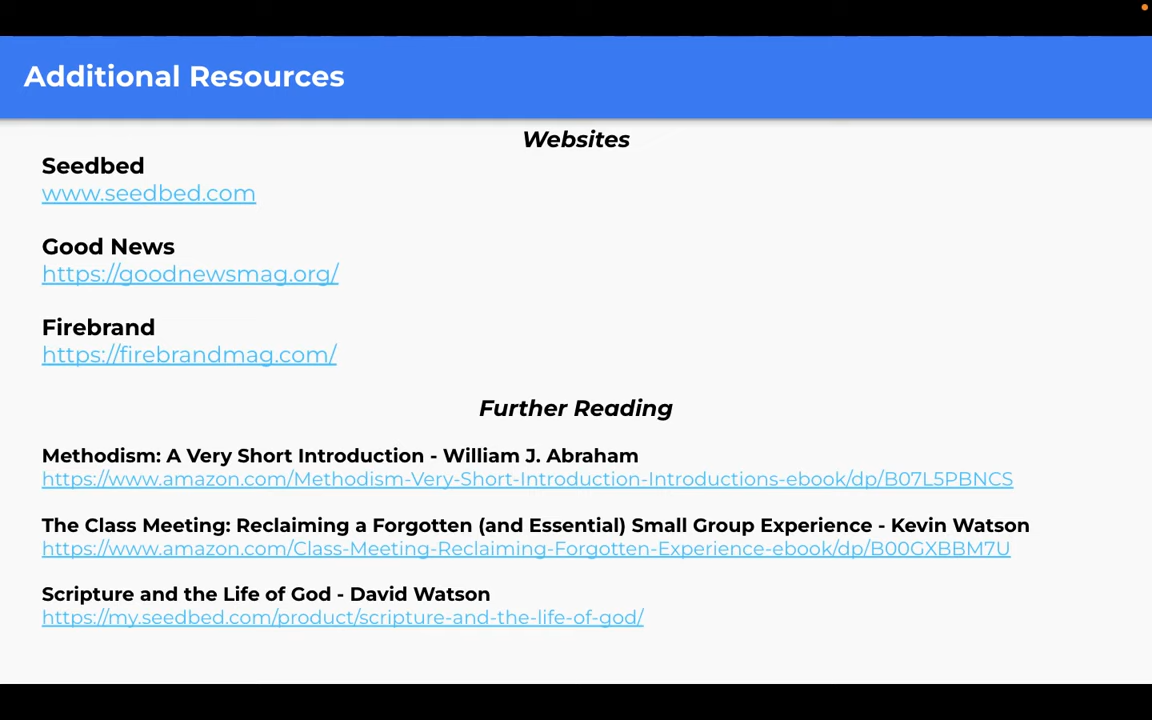 Additional Resources
Websites
Seedbed
www.seedbed.com
Good News
https://goodnewsmag.org/
Firebrand
https://firebrandmag.com/
Further Reading
Methodism: A Very Short Introduction - William J. Abraham
https://www.amazon.com/Methodism-Very-Short-Introduction-Introductions-ebook/dp/B07L5PBNCS
The Class Meeting: Reclaiming a Forgotten (and Essential) Small Group Experience - Kevin Watson
https://www.amazon.com/Class-Meeting-Reclaiming-Forgotten-Experience-ebook/dp/B00GXBBM7U
Scripture and the Life of God - David Watson
https://my.seedbed.com/product/scripture-and-the-life-of-god/